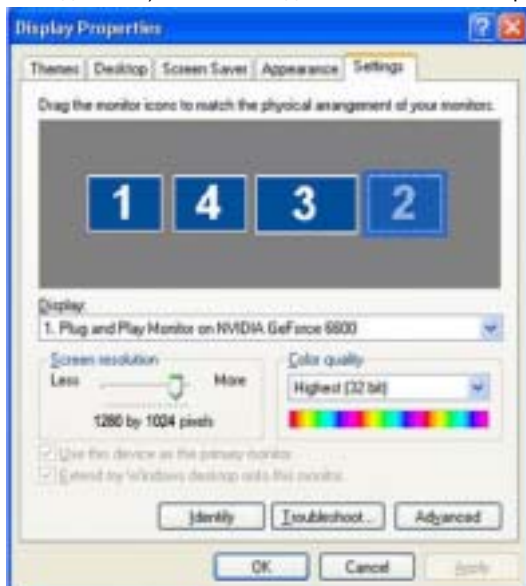 Display Properties
Themes Desktop Screen Saver Appearance Settings
Drag the monitor icons to match the physical arrangement of your monitors.
1 4 3 2
Display:
1. Plug and Play Monitor on NVIDIA GeForce 6800
Screen resolution
Less More
1280 by 1024 pixels
Color quality
Highest (32 bit)
Use this device as the primary monitor.
Extend my Windows desktop onto this monitor.
Identify Troubleshoot... Advanced
OK Cancel Apply